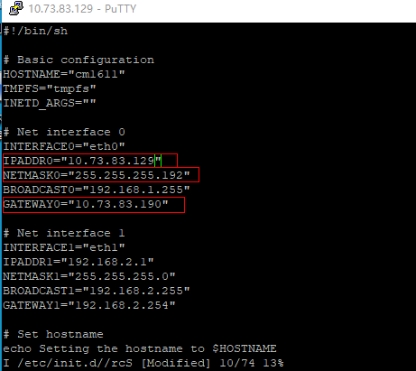 10.73.83.129 - PuTTY
#!/bin/sh
# Basic configuration
HOSTNAME="cm1611"
TMPFS="tmpfs"
INETD_ARGS=""
# Net interface 0
INTERFACE0="eth0"
IPADDR0="10.73.83.129"
NETMASK0="255.255.255.192"
BROADCAST0="192.168.1.255"
GATEWAY0="10.73.83.190"
# Net interface 1
INTERFACE1="eth1"
IPADDR1="192.168.2.1"
NETMASK1="255.255.255.0"
BROADCAST1="192.168.2.255"
GATEWAY1="192.168.2.254"
# Set hostname
echo Setting the hostname to $HOSTNAME
I /etc/init.d//rcS [Modified] 10/74 13%